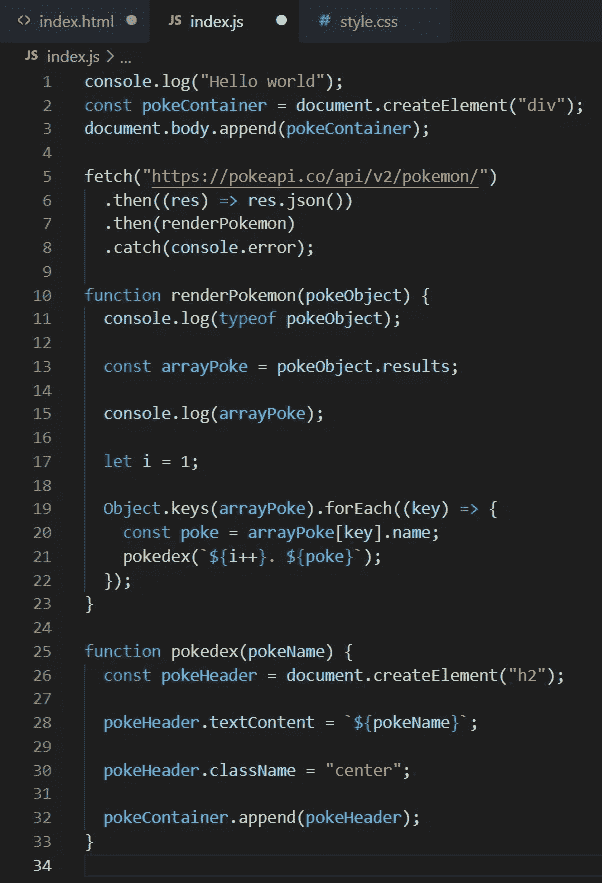 <> index.html ● JS index.js ● # style.css
JS index.js > ...
1 console.log("Hello world");
2 const pokeContainer = document.createElement("div");
3 document.body.append(pokeContainer);
4
5 fetch("https://pokeapi.co/api/v2/pokemon/")
6   .then((res) => res.json())
7   .then(renderPokemon)
8   .catch(console.error);
9
10 function renderPokemon(pokeObject) {
11   console.log(typeof pokeObject);
12
13   const arrayPoke = pokeObject.results;
14
15   console.log(arrayPoke);
16
17   let i = 1;
18
19   Object.keys(arrayPoke).forEach((key) => {
20     const poke = arrayPoke[key].name;
21     pokedex(`${i++}. ${poke}`);
22   });
23 }
24
25 function pokedex(pokeName) {
26   const pokeHeader = document.createElement("h2");
27
28   pokeHeader.textContent = `${pokeName}`;
29
30   pokeHeader.className = "center";
31
32   pokeContainer.append(pokeHeader);
33 }
34